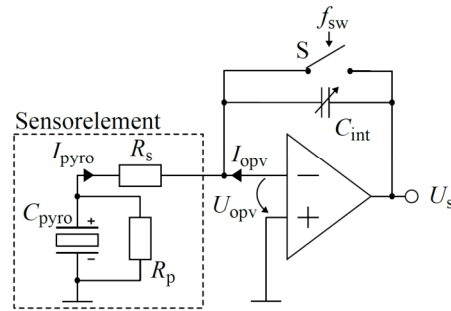 f_sw
S
C_int
Sensorelement
I_pyro
R_s
I_opv
U_opv
U_s
C_pyro
R_p
+
−
−
+